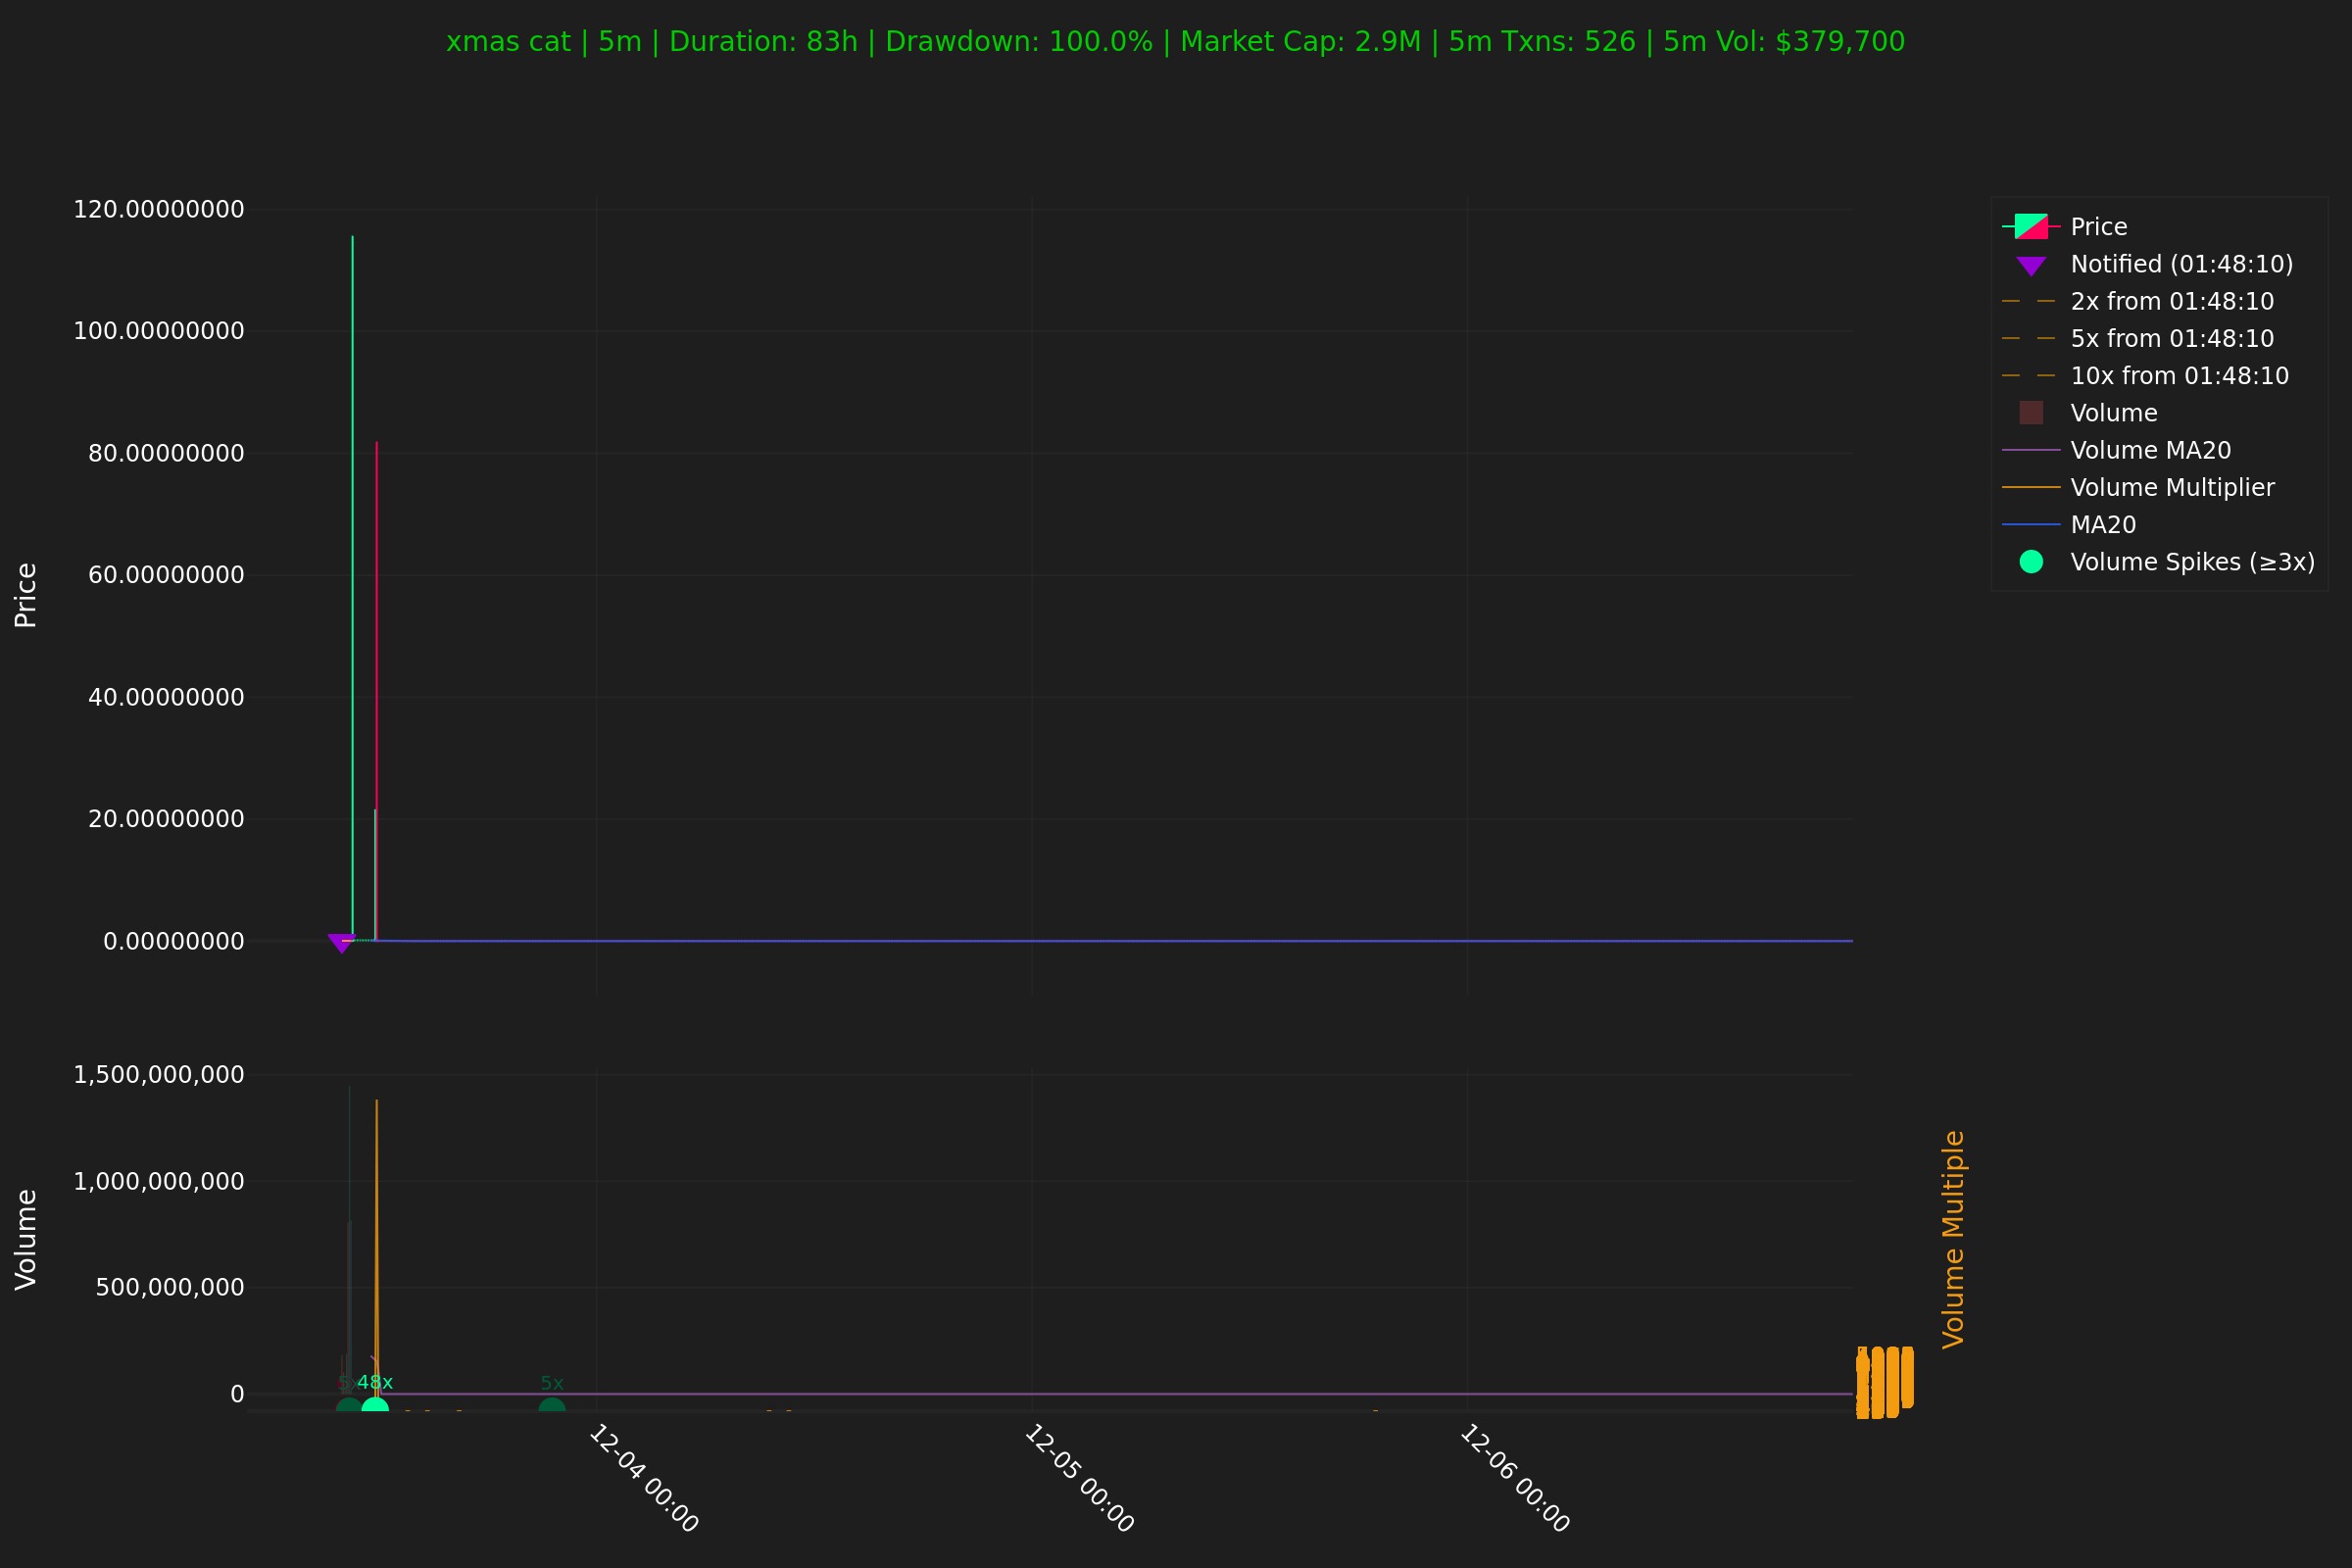 xmas cat | 5m | Duration: 83h | Drawdown: 100.0% | Market Cap: 2.9M | 5m Txns: 526 | 5m Vol: $379,700
120.00000000
100.00000000
80.00000000
60.00000000
40.00000000
20.00000000
0.00000000
Price
Price
Notified (01:48:10)
2x from 01:48:10
5x from 01:48:10
10x from 01:48:10
Volume
Volume MA20
Volume Multiplier
MA20
Volume Spikes (≥3x)
1,500,000,000
1,000,000,000
500,000,000
0
Volume
5x
48x
5x
Volume Multiple
12-04 00:00
12-05 00:00
12-06 00:00